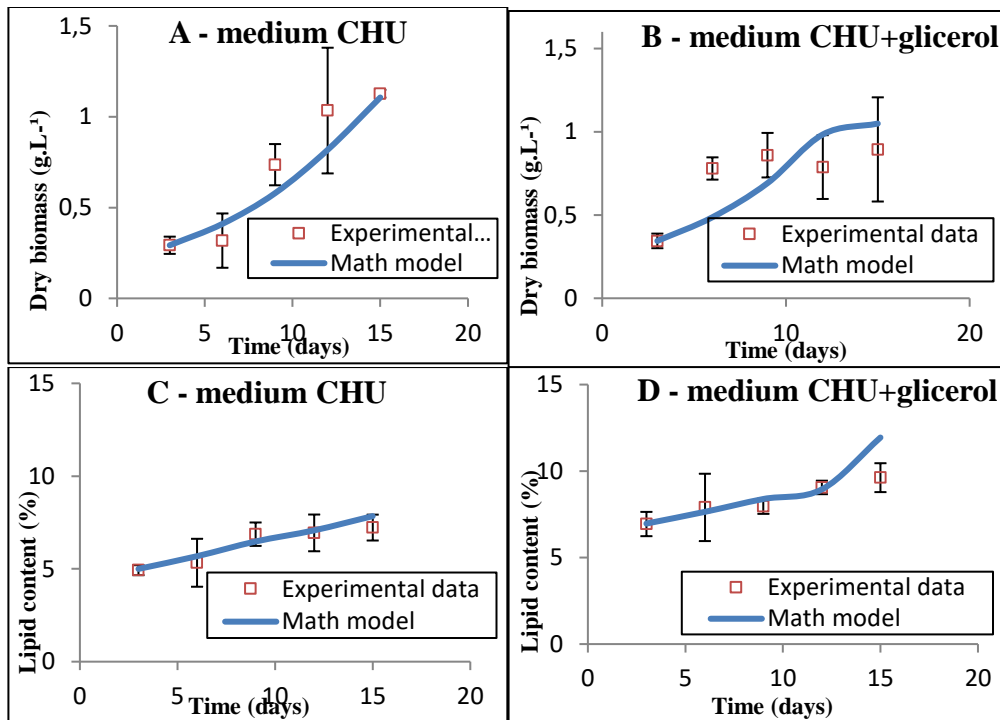 A - medium CHU
Dry biomass (g.L-¹)
1,5
1
0,5
0
Experimental...
Math model
0 5 10 15 20
Time (days)
B - medium CHU+glicerol
Dry biomass (g.L-¹)
1,5
1
0,5
0
Experimental data
Math model
0 10 20
Time (days)
C - medium CHU
Lipid content (%)
15
10
5
0
Experimental data
Math model
0 5 10 15 20
Time (days)
D - medium CHU+glicerol
Lipid content (%)
15
10
5
0
Experimental data
Math model
0 5 10 15 20
Time (days)